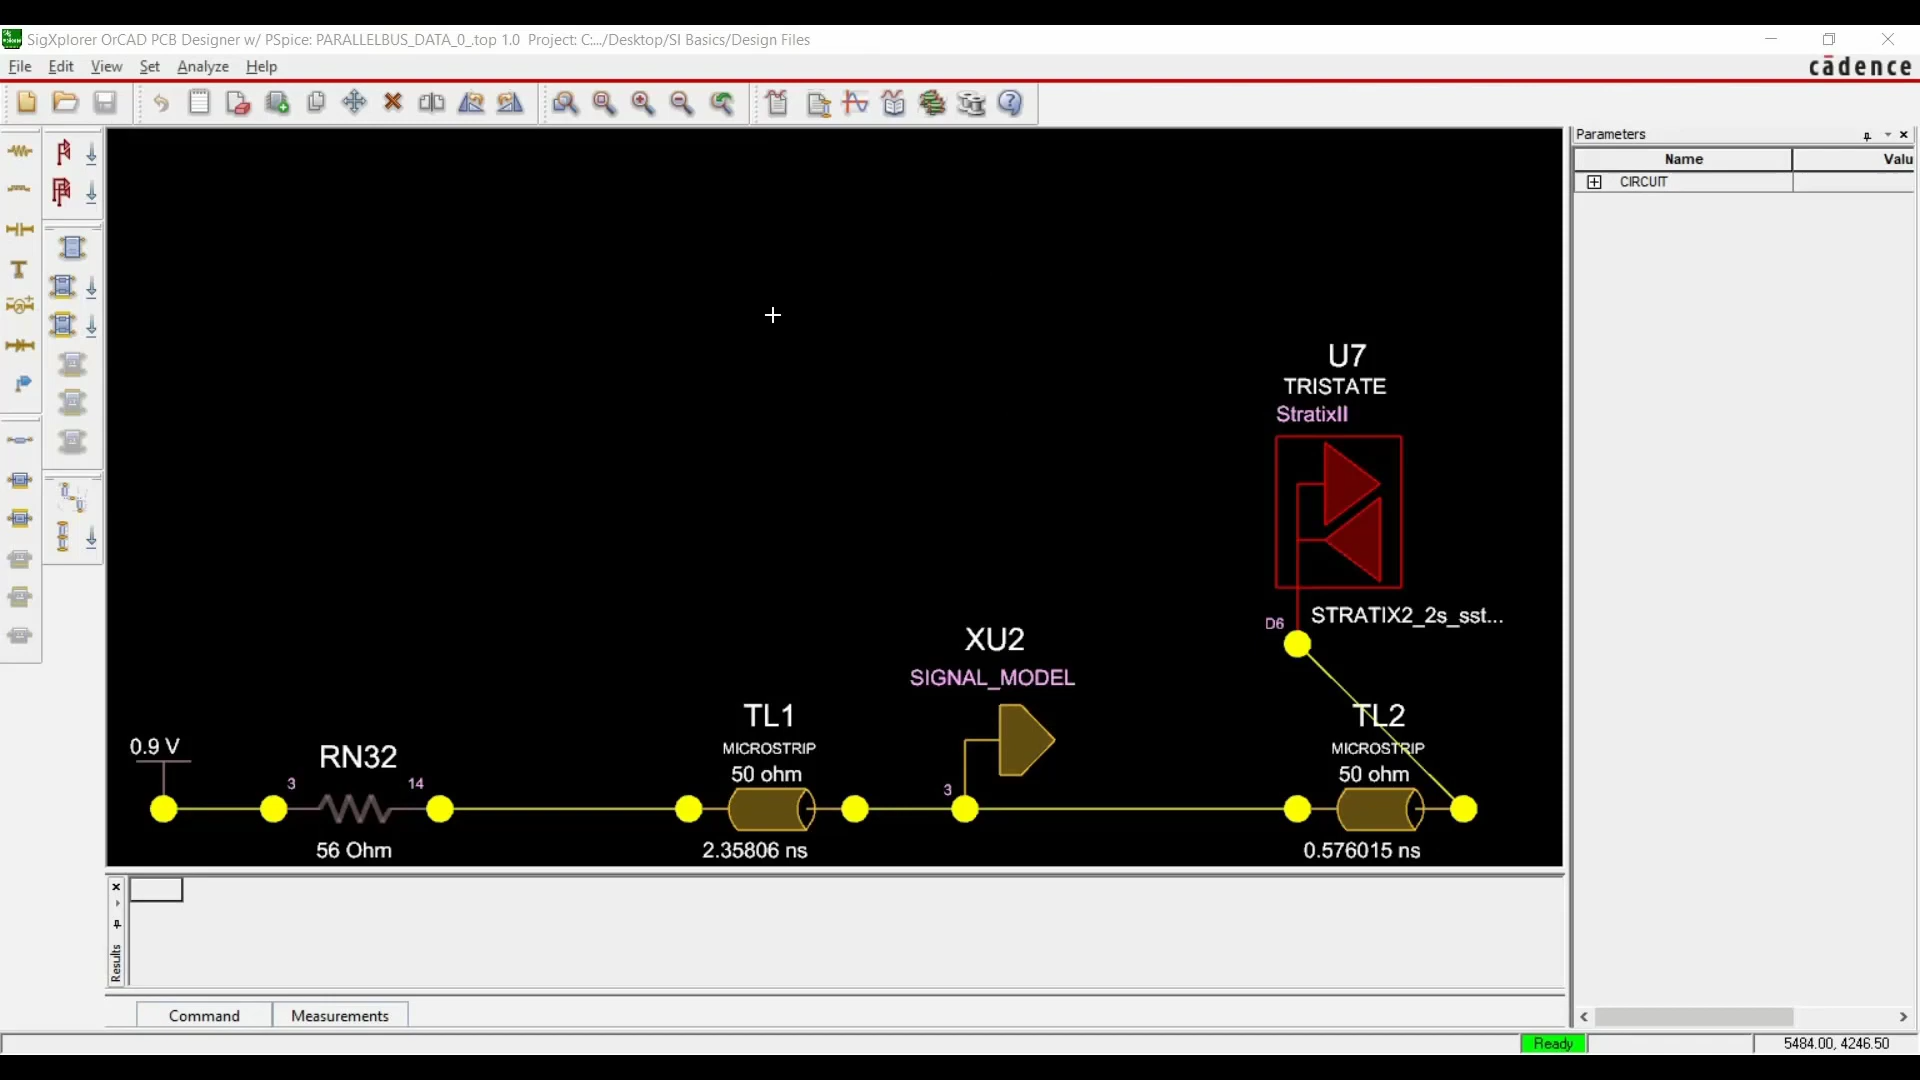 SigXplorer OrCAD PCB Designer w/ PSpice: PARALLELBUS_DATA_0_.top 1.0 Project: C:.../Desktop/SI Basics/Design Files
File Edit View Set Analyze Help
cādence
Parameters
Name Valu
CIRCUIT
U7
TRISTATE
StratixII
D6 STRATIX2_2s_sst...
XU2
SIGNAL_MODEL
TL1
MICROSTRIP
50 ohm
3
2.35806 ns
TL2
MICROSTRIP
50 ohm
0.576015 ns
0.9 V
RN32
3 14
56 Ohm
Results
Command Measurements
Ready 5484.00, 4246.50